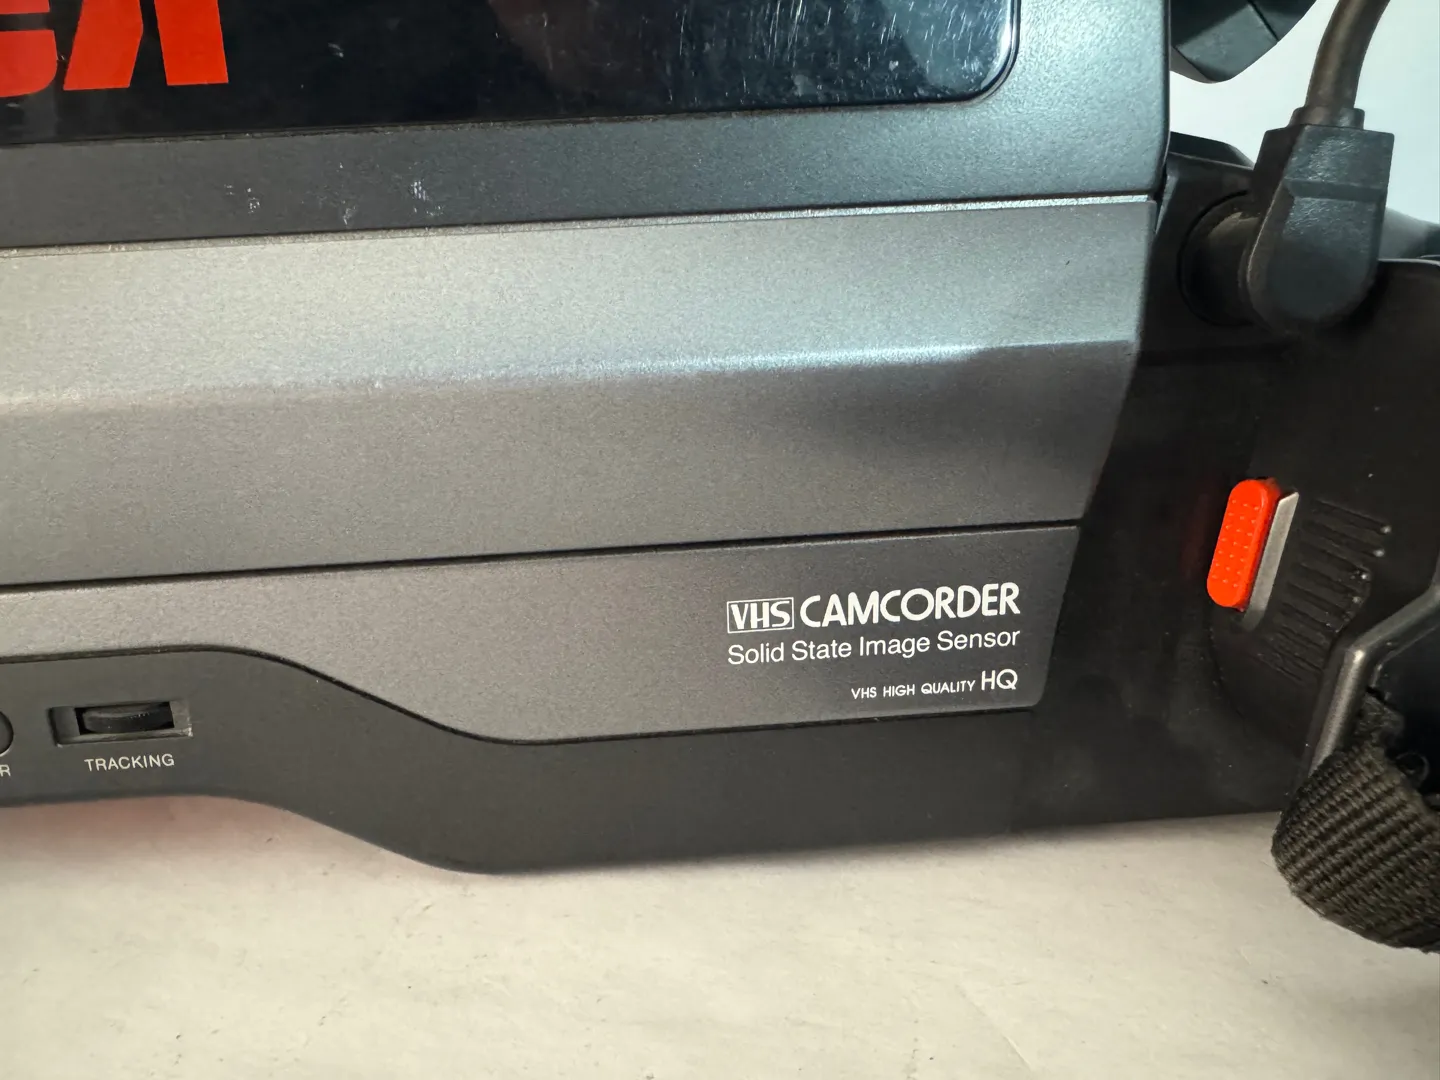 VHS CAMCORDER
Solid State Image Sensor
VHS HIGH QUALITY HQ
TRACKING